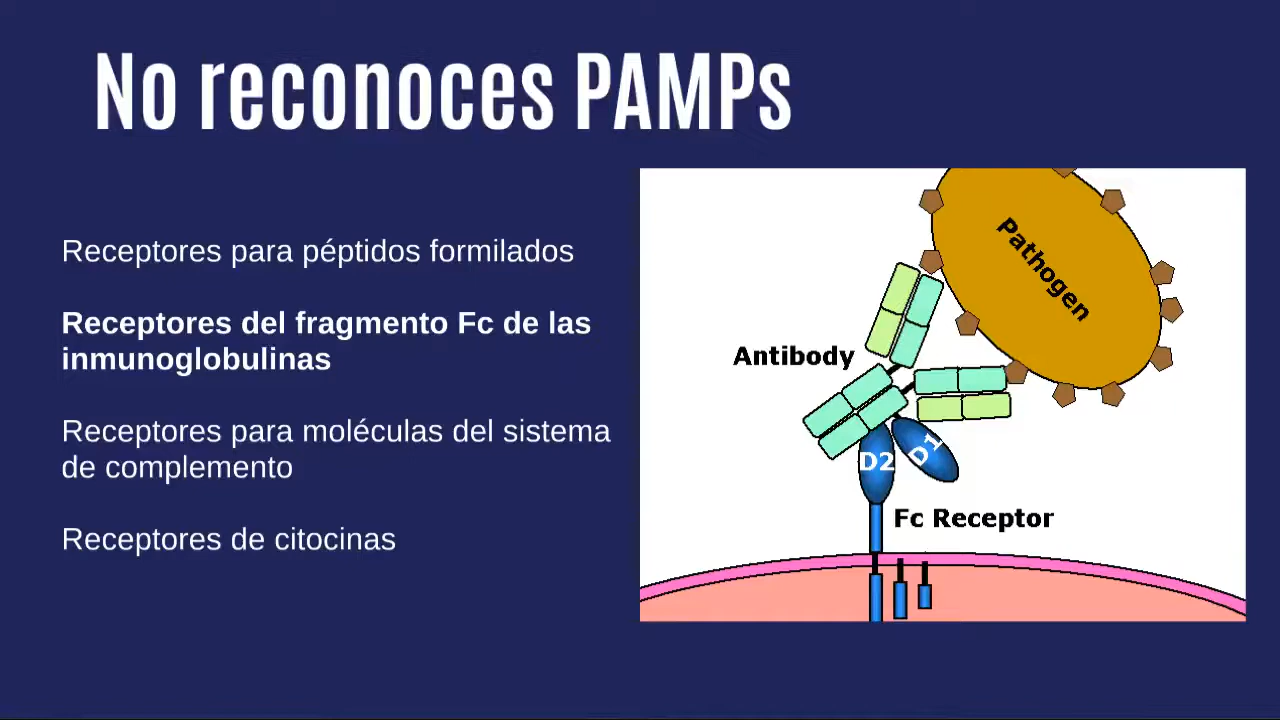 No reconoces PAMPs
Receptores para péptidos formilados
Receptores del fragmento Fc de las
inmunoglobulinas
Receptores para moléculas del sistema
de complemento
Receptores de citocinas
Pathogen
Antibody
D2
D1
Fc Receptor